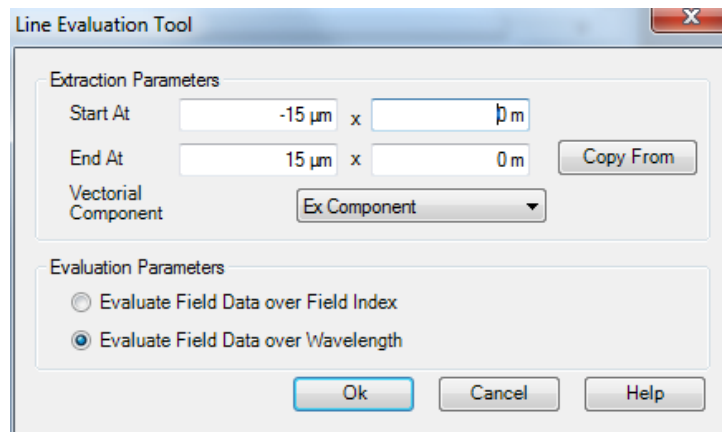 Line Evaluation Tool
x
Extraction Parameters
Start At -15 µm x 0 m
End At 15 µm x 0 m Copy From
Vectorial
Component
Ex Component
Evaluation Parameters
Evaluate Field Data over Field Index
Evaluate Field Data over Wavelength
Ok Cancel Help